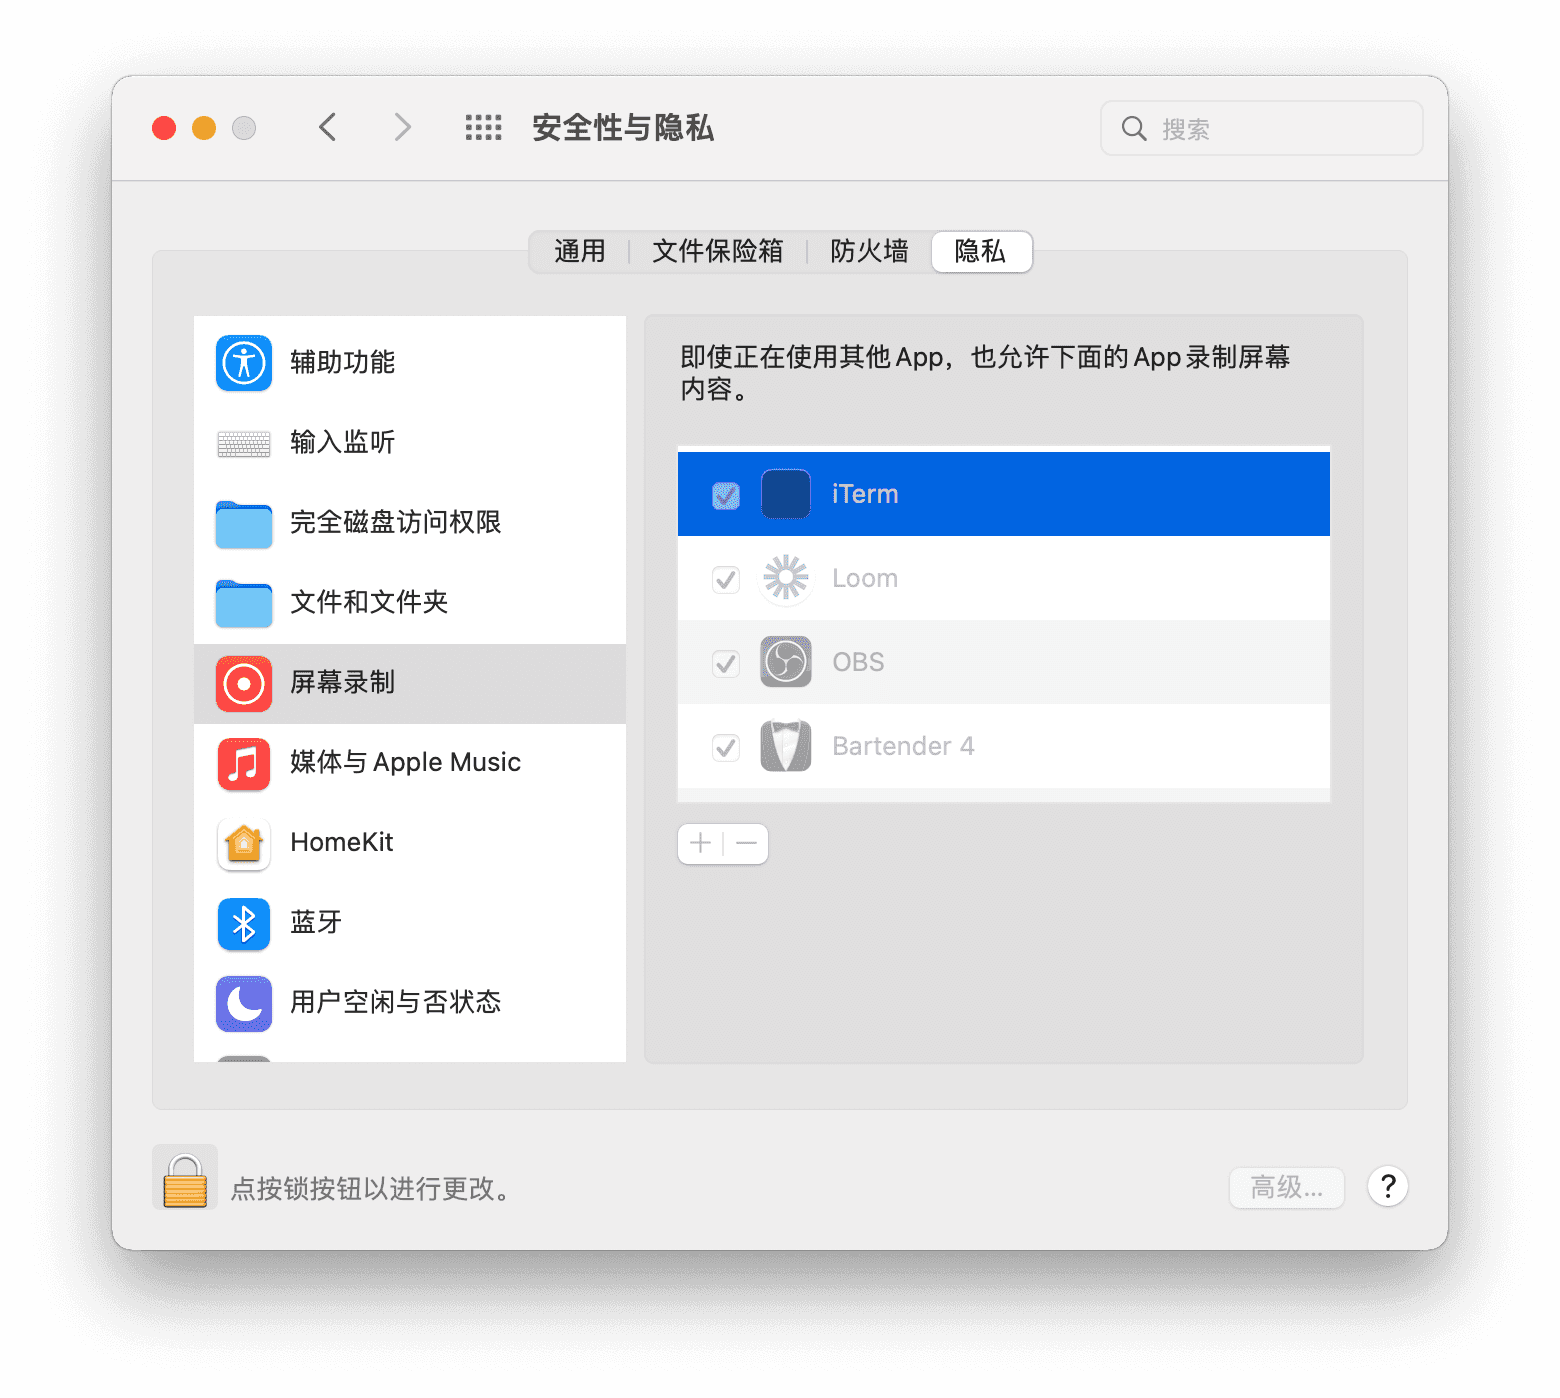 安全性与隐私
搜索
通用
文件保险箱
防火墙
隐私
辅助功能
输入监听
完全磁盘访问权限
文件和文件夹
屏幕录制
媒体与 Apple Music
HomeKit
蓝牙
用户空闲与否状态
即使正在使用其他 App，也允许下面的 App 录制屏幕
内容。
iTerm
Loom
OBS
Bartender 4
点按锁按钮以进行更改。
高级...
?